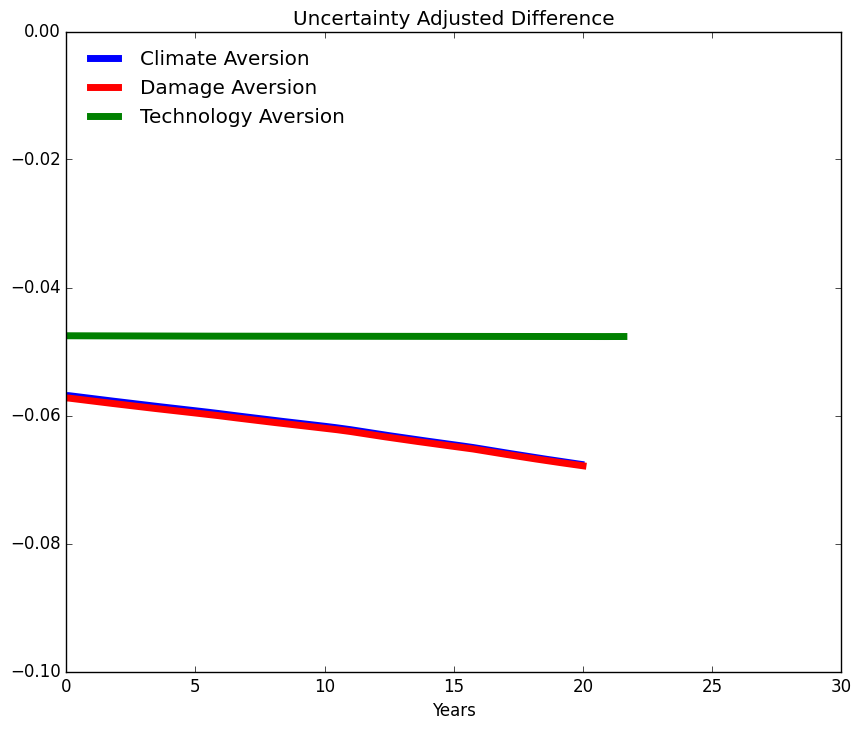 Uncertainty Adjusted Difference
0.00
Climate Aversion
Damage Aversion
Technology Aversion
−0.02
−0.04
−0.06
−0.08
−0.10
0 5 10 15 20 25 30
Years